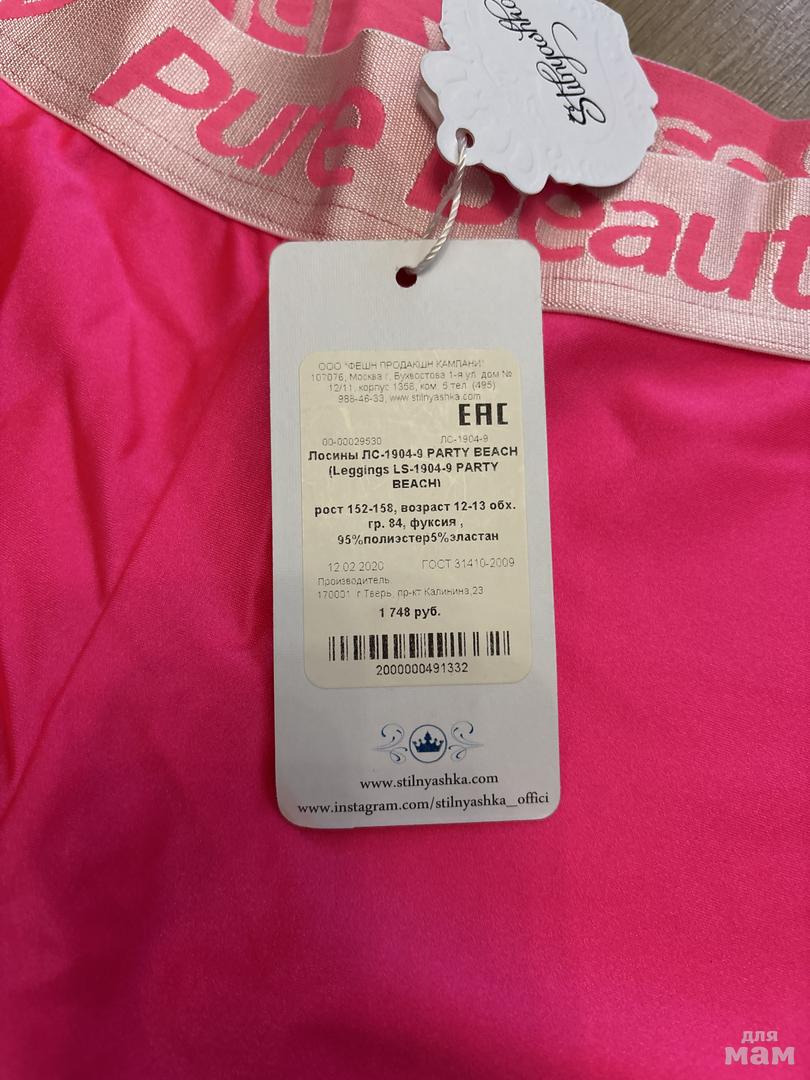 Stilnyashka
Pure Beaut
ООО "ФЕШН ПРОДАКШН КАМПАНИ"
107076, Москва г, Бухвостова 1-я ул, дом №
12/11, корпус 1358, ком. 5 тел. (495)
988-46-33, www.stilnyashka.com
EAC
00-00029530 ЛС-1904-9
Лосины ЛС-1904-9 PARTY BEACH
(Leggings LS-1904-9 PARTY
BEACH)
рост 152-158, возраст 12-13 обх.
гр. 84, фуксия ,
95%полиэстер5%эластан
12.02.2020 ГОСТ 31410-2009
Производитель:
170001 г.Тверь, пр-кт Калинина,23
1 748 руб.
2000000491332
www.stilnyashka.com
www.instagram.com/stilnyashka_offici
для
мам